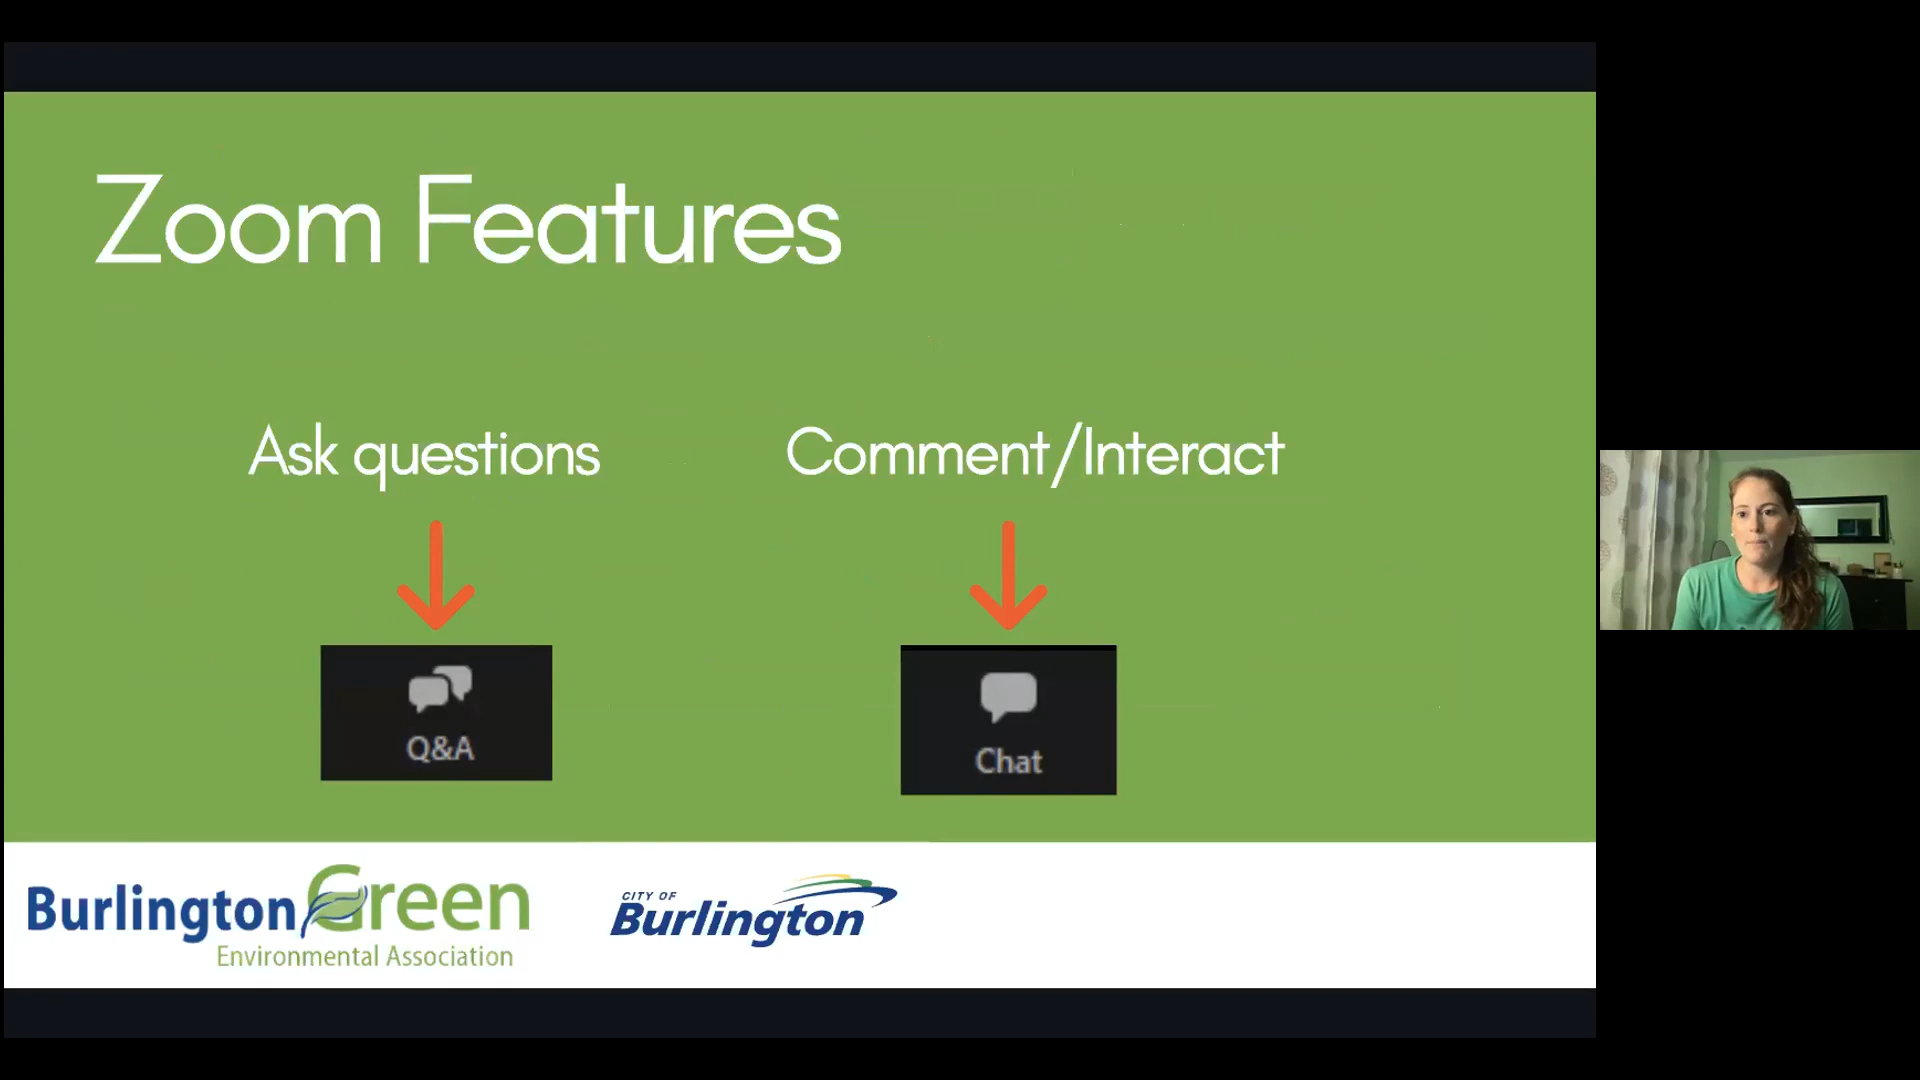 Zoom Features
Ask questions
Comment/Interact
Q&A
Chat
BurlingtonGreen
Environmental Association
CITY OF
Burlington